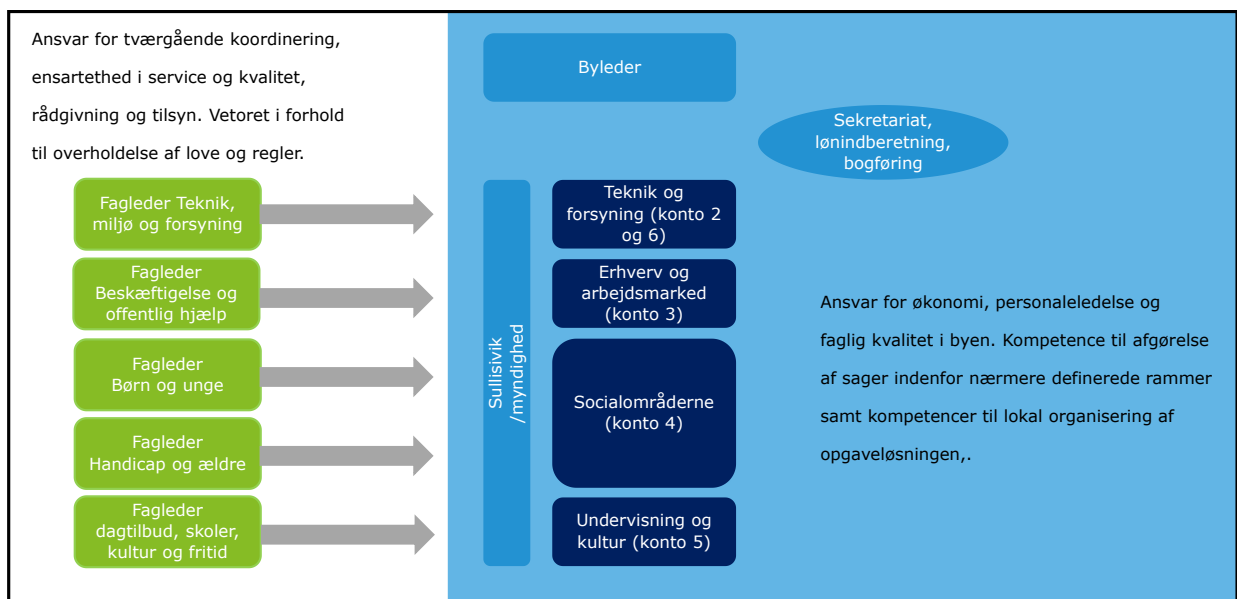 Ansvar for tværgående koordinering,
ensartethed i service og kvalitet,
rådgivning og tilsyn. Vetoret i forhold
til overholdelse af love og regler.
Fagleder Teknik,
miljø og forsyning
Fagleder
Beskæftigelse og
offentlig hjælp
Fagleder
Børn og unge
Fagleder
Handicap og ældre
Fagleder
dagtilbud, skoler,
kultur og fritid
Byleder
Sekretariat,
lønindberetning,
bogføring
Sullisivik
/myndighed
Teknik og
forsyning (konto 2
og 6)
Erhverv og
arbejdsmarked
(konto 3)
Socialområderne
(konto 4)
Undervisning og
kultur (konto 5)
Ansvar for økonomi, personaleledelse og
faglig kvalitet i byen. Kompetence til afgørelse
af sager indenfor nærmere definerede rammer
samt kompetencer til lokal organisering af
opgaveløsningen,.